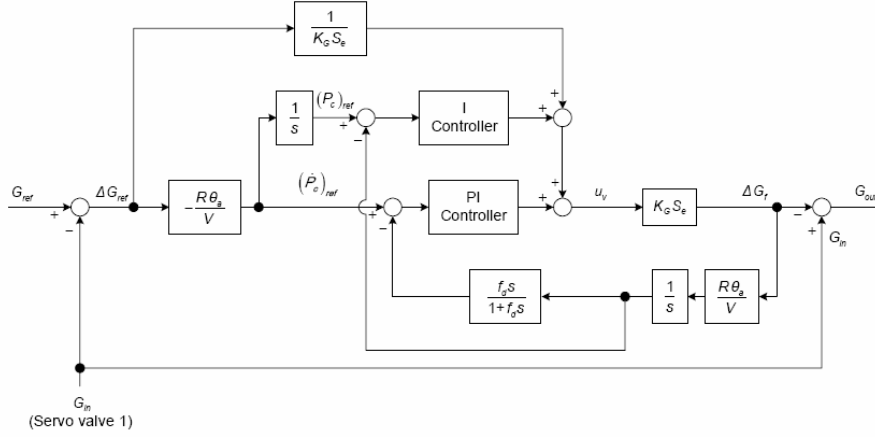 1
K_G S_e
+
+
1
s
(P_c)_ref
+
−
I
Controller
+
G_ref
+
−
ΔG_ref
− Rθ_a
V
(Ṗ_c)_ref
+
−
PI
Controller
+
+
u_v
K_G S_e
ΔG_f
−
+
G_out
G_in
f_d s
1+f_d s
1
s
Rθ_a
V
G_in
(Servo valve 1)